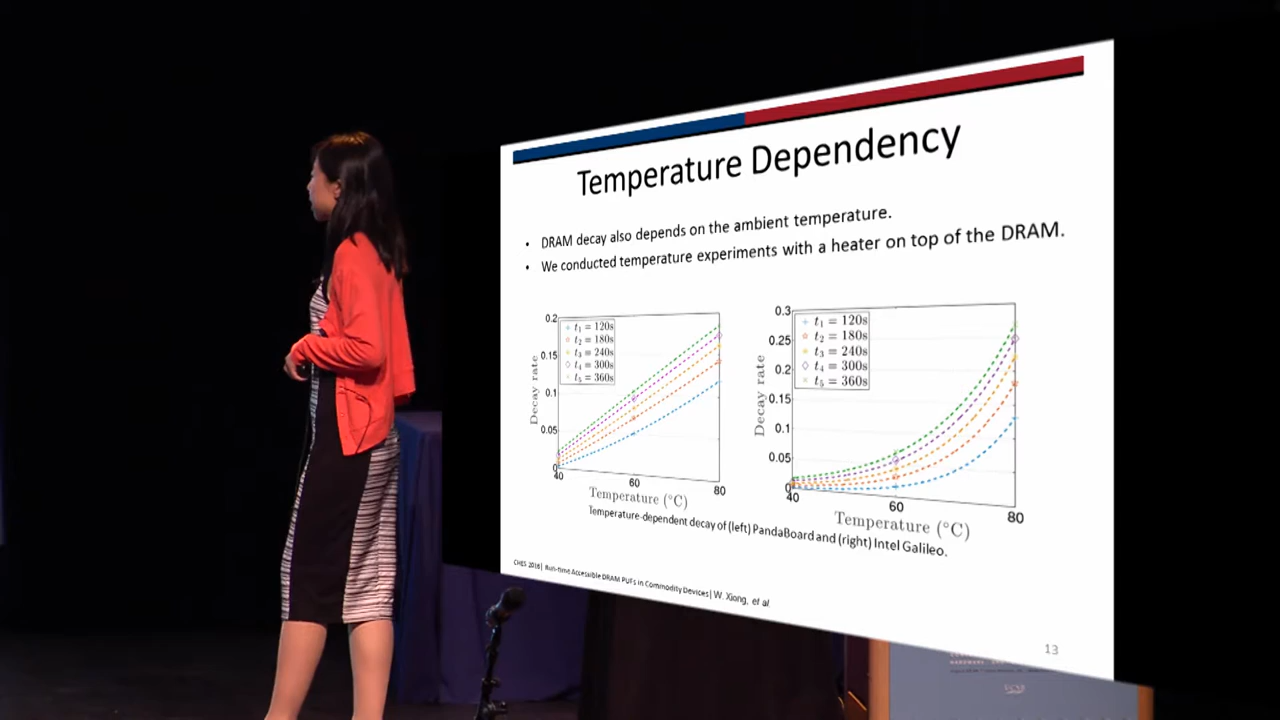 Temperature Dependency
• DRAM decay also depends on the ambient temperature.
• We conducted temperature experiments with a heater on top of the DRAM.
0.2
0.15
0.1
0.05
0
40
60
80
Decay rate
Temperature (°C)
t₁ = 120s
t₂ = 180s
t₃ = 240s
t₄ = 300s
t₅ = 360s
0.3
0.25
0.2
0.15
0.1
0.05
0
40
60
80
Decay rate
Temperature (°C)
t₁ = 120s
t₂ = 180s
t₃ = 240s
t₄ = 300s
t₅ = 360s
Temperature-dependent decay of (left) PandaBoard and (right) Intel Galileo.
CHES 2016| Run-time Accessible DRAM PUFs in Commodity Devices| W. Xiong, et al
13